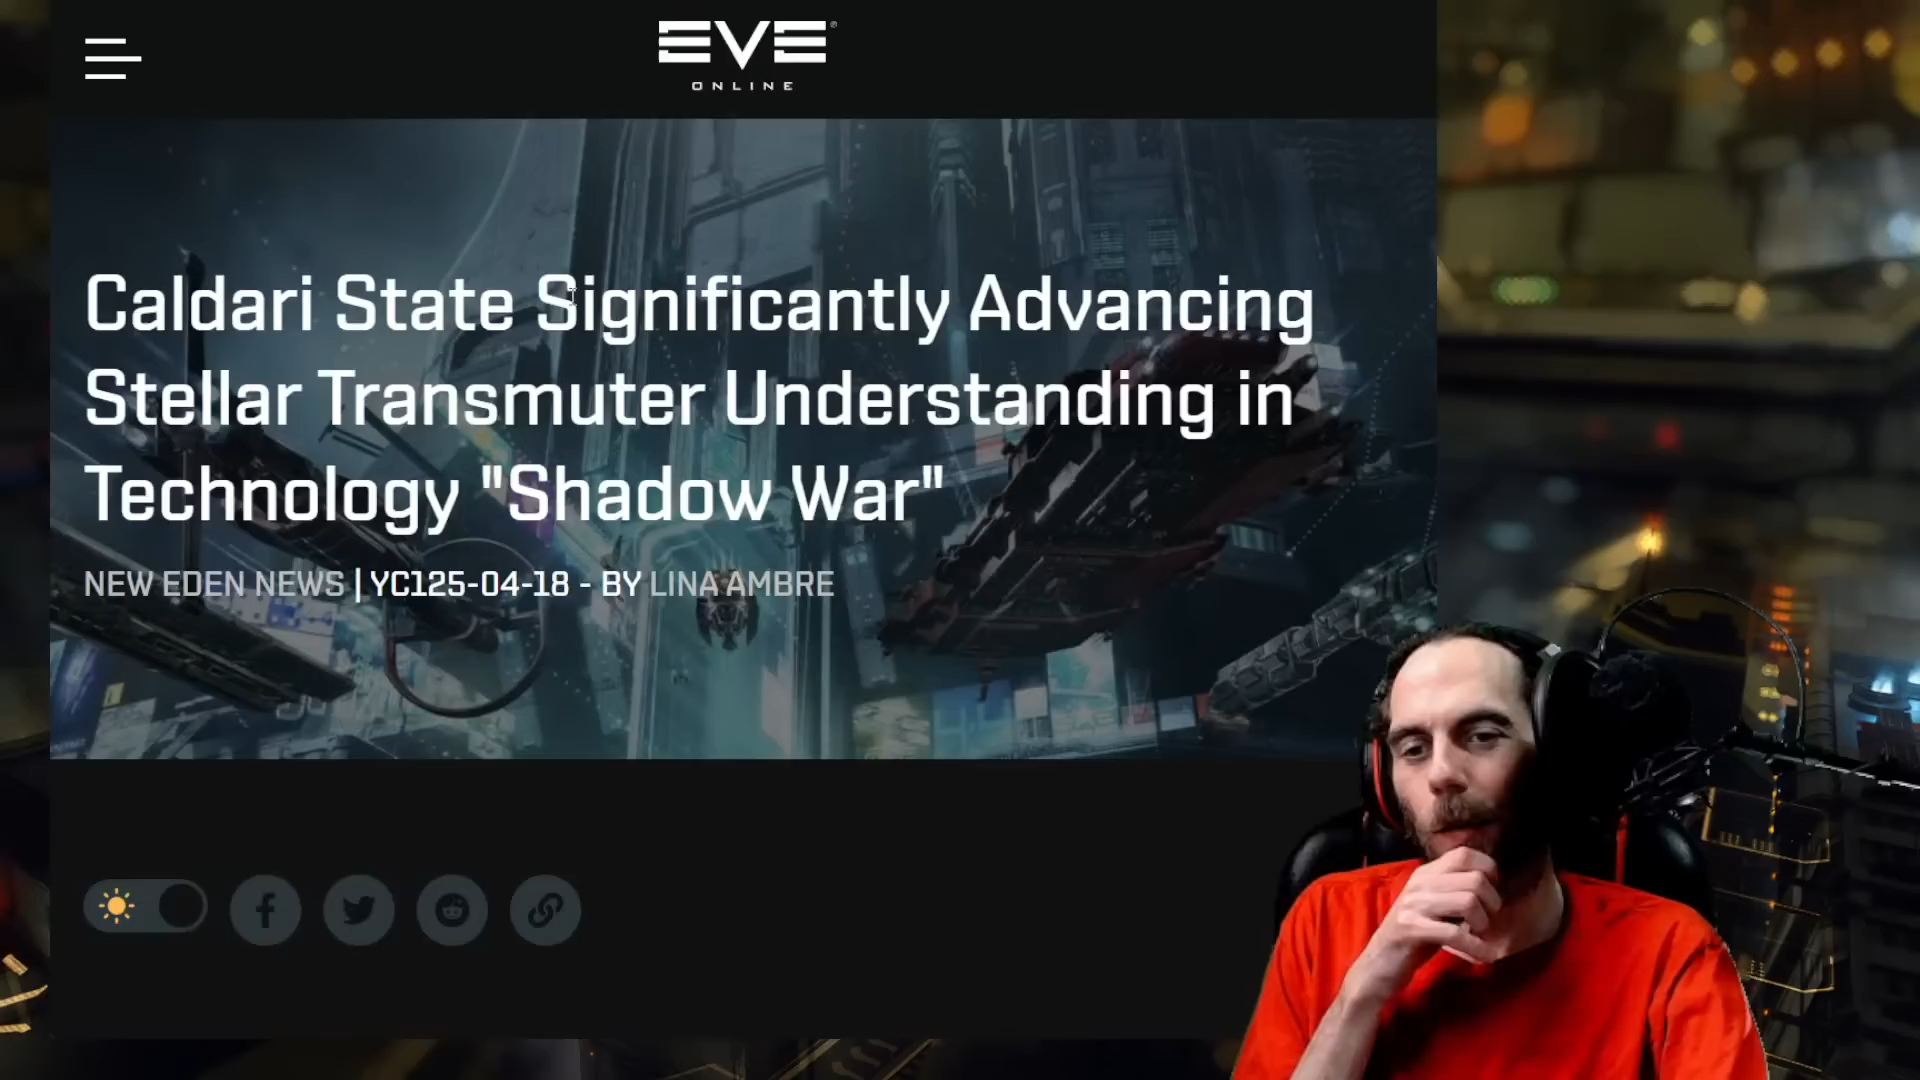 EVE
ONLINE
Caldari State Significantly Advancing
Stellar Transmuter Understanding in
Technology "Shadow War"
NEW EDEN NEWS | YC125-04-18 - BY LINA AMBRE